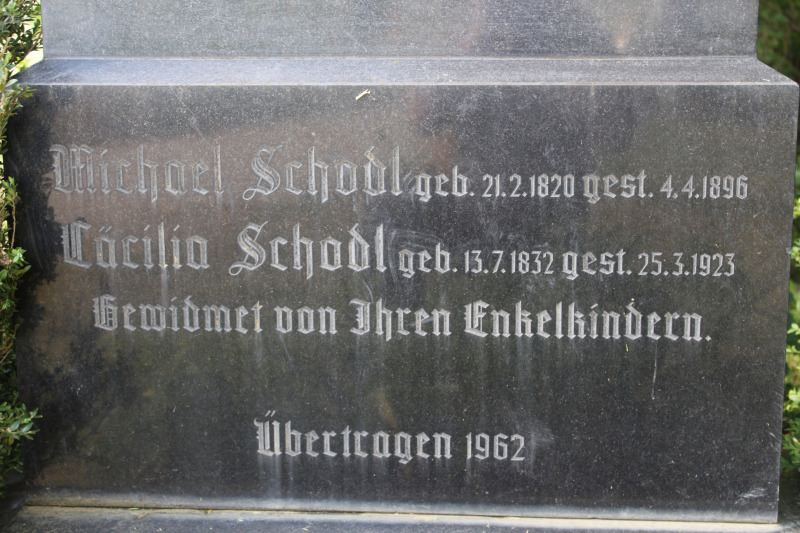 Michael Schodl geb. 21.2.1820 gest. 4.4.1896
Cäcilia Schodl geb. 13.7.1832 gest. 25.3.1923
Gewidmet von Ihren Enkelkindern.
Übertragen 1962